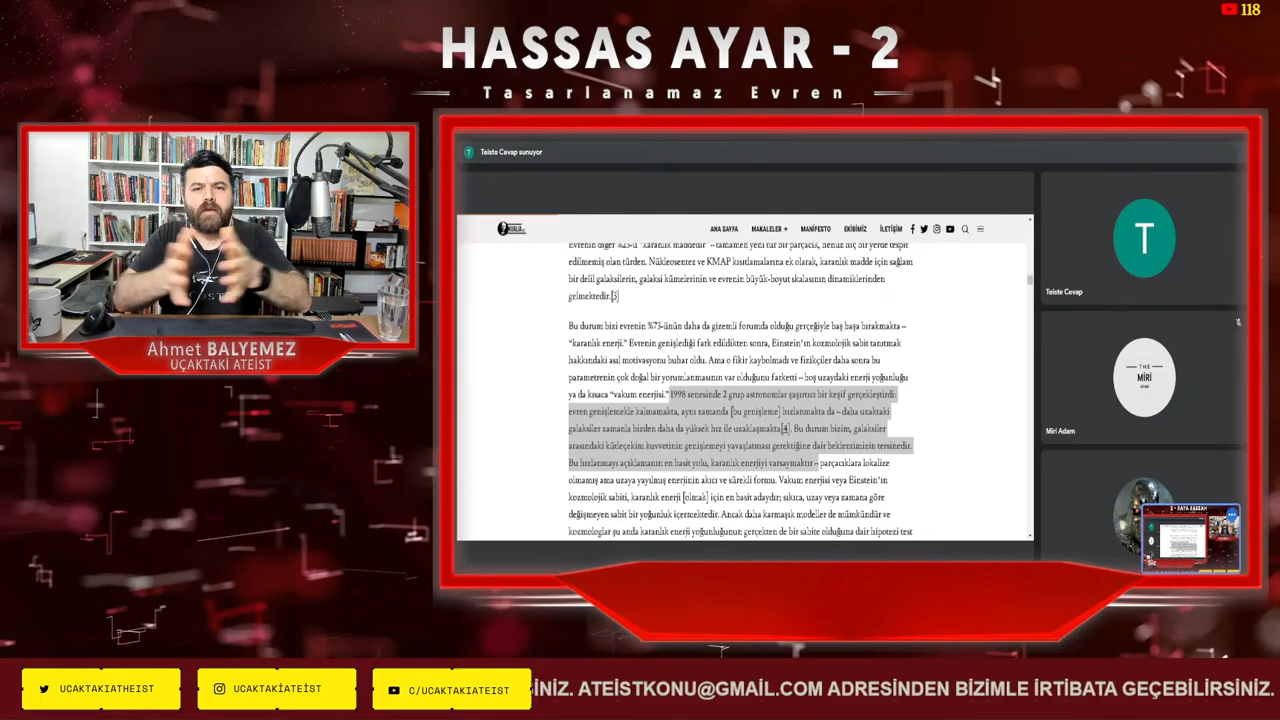 118
HASSAS AYAR - 2
Tasarlanamaz Evren
Teiste Cevap sunuyor
ANA SAYFA MAKALELER + MANİFESTO EKİBİMİZ İLETİŞİM
Evrenin diğer %23'ü "karanlık maddedir" – tamamen yeni tür bir parçacık, henüz hiç bir yerde tespit
edilmemiş olan türden. Nükleosentez ve KMAP kısıtlamalarına ek olarak, karanlık madde için sağlam
bir delil galaksilerin, galaksi kümelerinin ve evrenin büyük-boyut skalasının dinamiklerinden
gelmektedir.[3]
Bu durum bizi evrenin %73-ünün daha da gizemli forumda olduğu gerçeğiyle baş başa bırakmakta –
"karanlık enerji." Evrenin genişlediği fark edildikten sonra, Einstein'ın kozmolojik sabit tanıtmak
hakkındaki asıl motivasyonu buhar oldu. Ama o fikir kaybolmadı ve fizikçiler daha sonra bu
parametrenin çok doğal bir yorumlanmasının var olduğunu farketti – boş uzaydaki enerji yoğunluğu
ya da kısaca "vakum enerjisi." 1998 senesinde 2 grup astronomlar şaşırtıcı bir keşif gerçekleştirdi:
evren genişlemekle kalmamakta, aynı zamanda [bu genişleme] hızlanmakta da – daha uzaktaki
galaksiler zamanla bizden daha da yüksek hız ile uzaklaşmakta[4]. Bu durum bizim, galaksiler
arasındaki kütleçekim kuvvetinin genişlemeyi yavaşlatması gerektiğine dair beklentimizin tersinedir.
Bu hızlanmayı açıklamanın en basit yolu, karanlık enerjiyi varsaymaktır – parçacıklara lokalize
olmamış ama uzaya yayılmış enerjinin akıcı ve sürekli formu. Vakum enerjisi veya Einstein'ın
kozmolojik sabiti, karanlık enerji [olmak] için en basit adaydır; sıkıca, uzay veya zamana göre
değişmeyen sabit bir yoğunluk içermektedir. Ancak daha karmaşık modeller de mümkündür ve
kozmologlar şu anda karanlık enerji yoğunluğunun gerçekten de bir sabite olduğuna dair hipotezi test
T
Teiste Cevap
THE
MİRİ
ADAM
Miri Adam
Siz
Ahmet BALYEMEZ
UÇAKTAKİ ATEİST
UCAKTAKIATHEIST
UCAKTAKİATEİST
C/UCAKTAKIATEIST
SİNİZ. ATEİSTKONU@GMAİL.COM ADRESİNDEN BİZİMLE İRTİBATA GEÇEBİLİRSİNİZ.